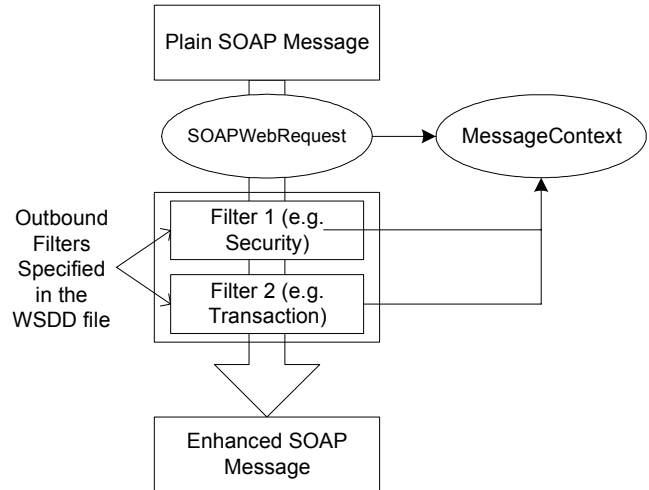 Plain SOAP Message
SOAPWebRequest
MessageContext
Outbound
Filters
Specified
in the
WSDD file
Filter 1 (e.g.
Security)
Filter 2 (e.g.
Transaction)
Enhanced SOAP
Message